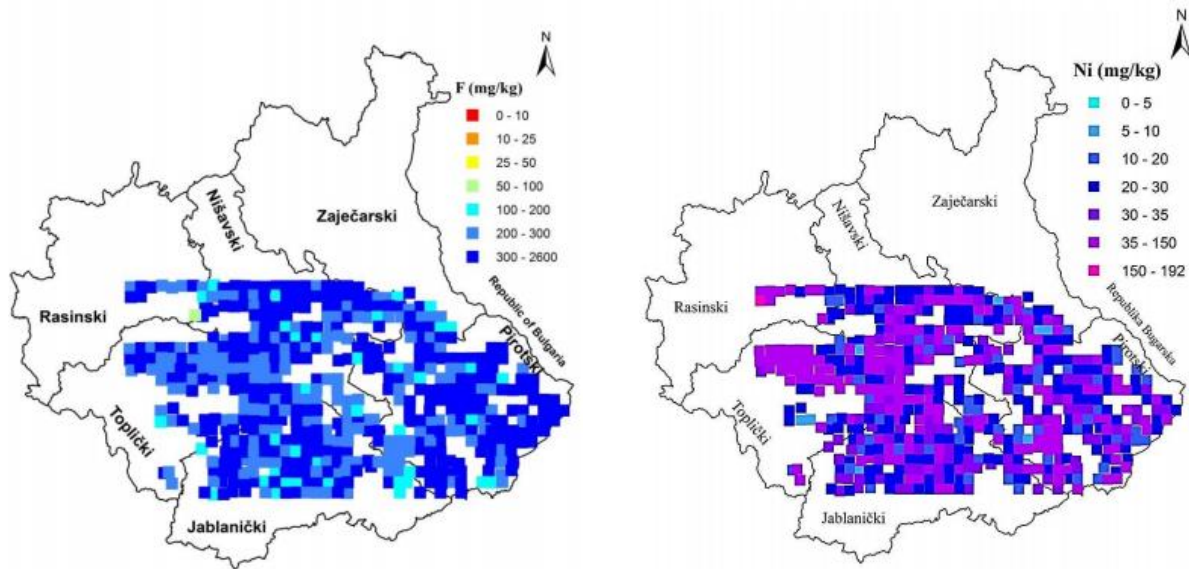 N
F (mg/kg)
0 - 10
10 - 25
25 - 50
50 - 100
100 - 200
200 - 300
300 - 2600
Nišavski
Zaječarski
Rasinski
Republic of Bulgaria
Pirotski
Toplički
Jablanički
N
Ni (mg/kg)
0 - 5
5 - 10
10 - 20
20 - 30
30 - 35
35 - 150
150 - 192
Zaječarski
Nišavski
Rasinski
Republika Bugarska
Pirotski
Toplički
Jablanički